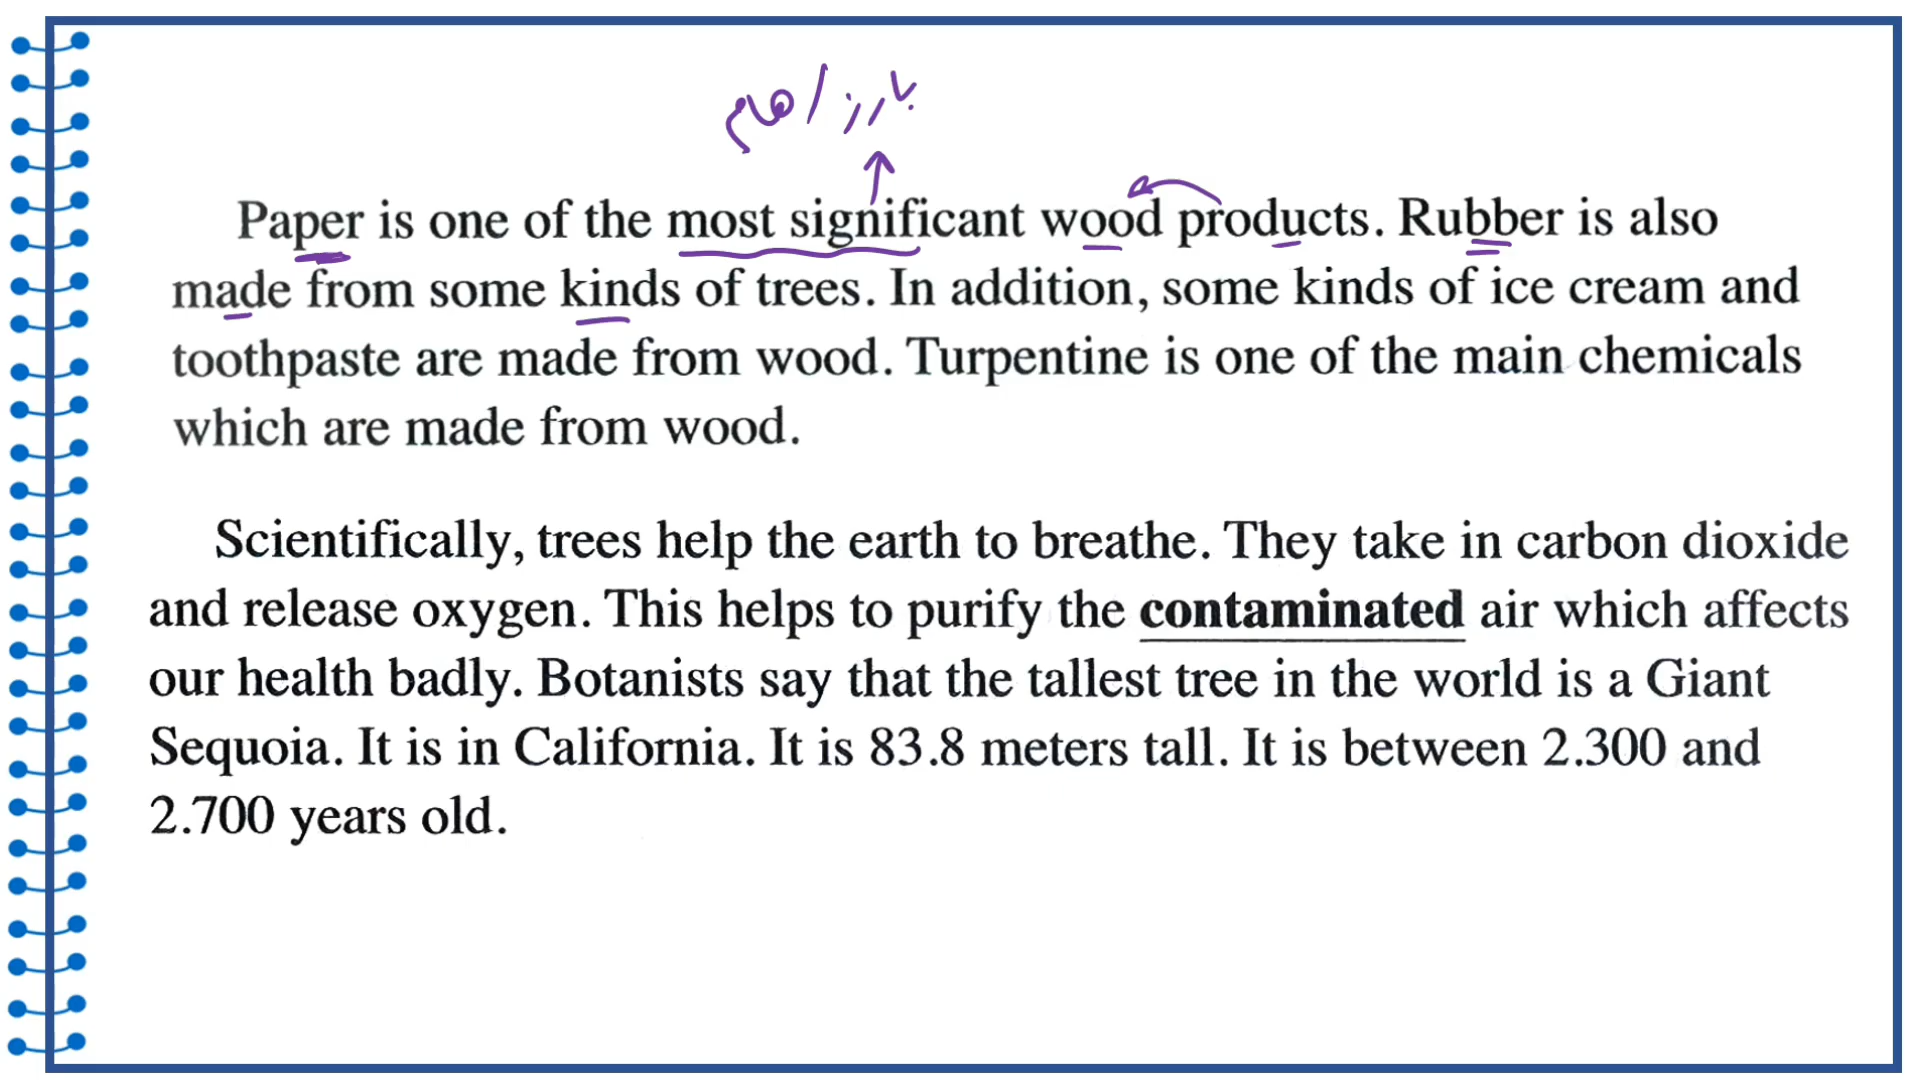 بارز / هام
Paper is one of the most significant wood products. Rubber is also
made from some kinds of trees. In addition, some kinds of ice cream and
toothpaste are made from wood. Turpentine is one of the main chemicals
which are made from wood.
Scientifically, trees help the earth to breathe. They take in carbon dioxide
and release oxygen. This helps to purify the contaminated air which affects
our health badly. Botanists say that the tallest tree in the world is a Giant
Sequoia. It is in California. It is 83.8 meters tall. It is between 2.300 and
2.700 years old.